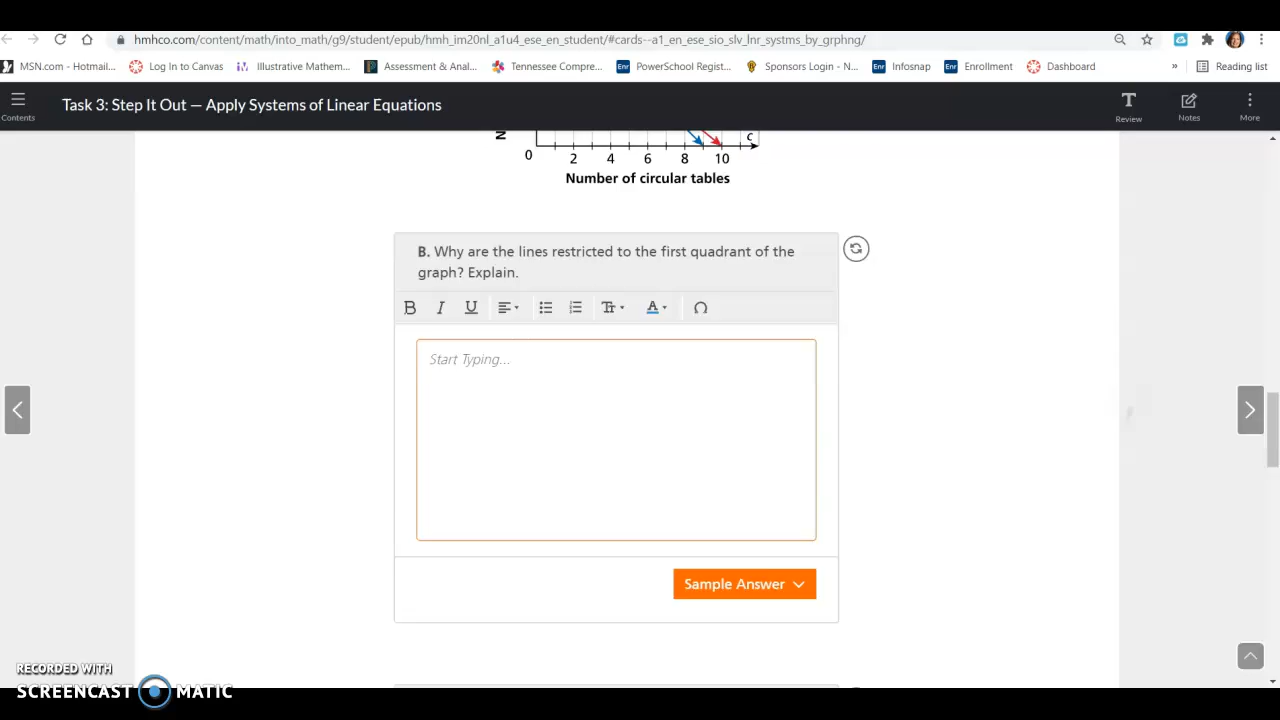 hmhco.com/content/math/into_math/g9/student/epub/hmh_im20nl_a1u4_ese_en_student/#cards--a1_en_ese_sio_slv_lnr_systms_by_grphng/
MSN.com - Hotmail... Log In to Canvas Illustrative Mathem... Assessment & Anal... Tennessee Compre... Enr PowerSchool Regist... Sponsors Login - N... Enr Infosnap Enr Enrollment Dashboard » Reading list
Contents Task 3: Step It Out — Apply Systems of Linear Equations T Review Notes More
N
c
0 2 4 6 8 10
Number of circular tables
B. Why are the lines restricted to the first quadrant of the
graph? Explain.
B I U TT A Ω
Start Typing...
Sample Answer
RECORDED WITH
SCREENCAST MATIC